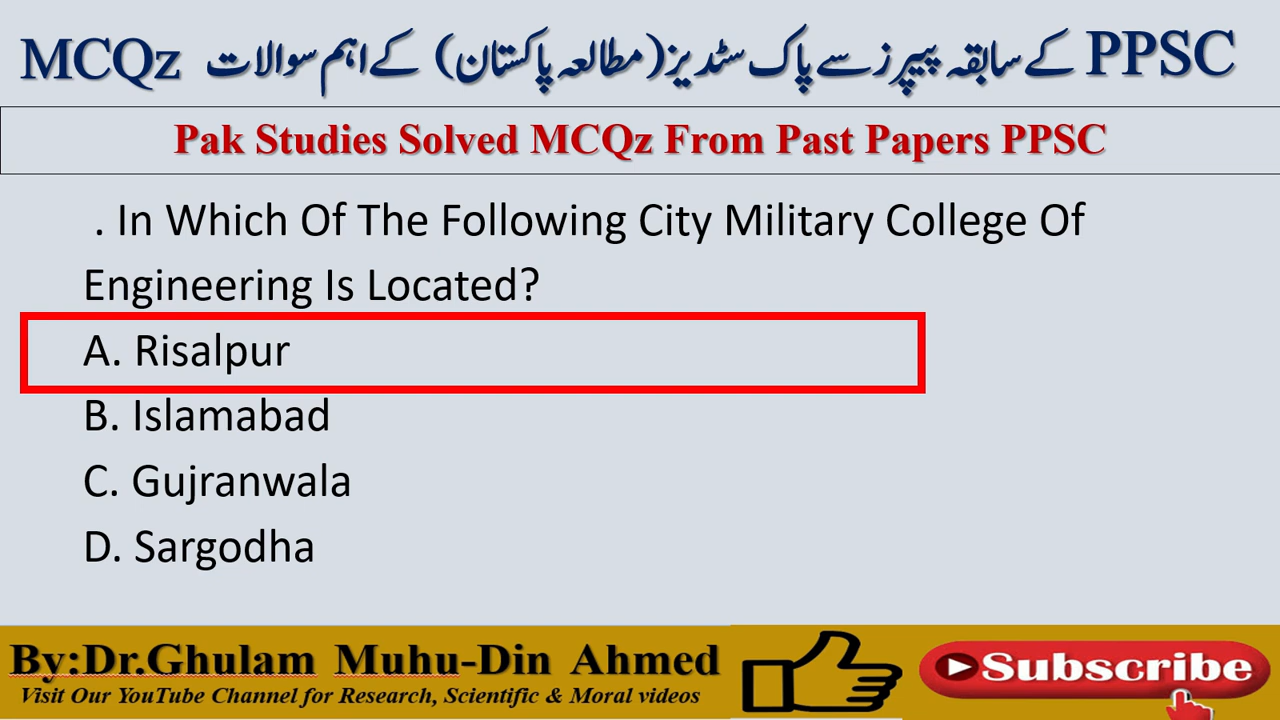 PPSC کے سابقہ پیپرز سے پاک سٹڈیز (مطالعہ پاکستان) کے اہم سوالات MCQz
Pak Studies Solved MCQz From Past Papers PPSC
. In Which Of The Following City Military College Of
Engineering Is Located?
A. Risalpur
B. Islamabad
C. Gujranwala
D. Sargodha
By:Dr.Ghulam Muhu-Din Ahmed
Visit Our YouTube Channel for Research, Scientific & Moral videos
Subscribe